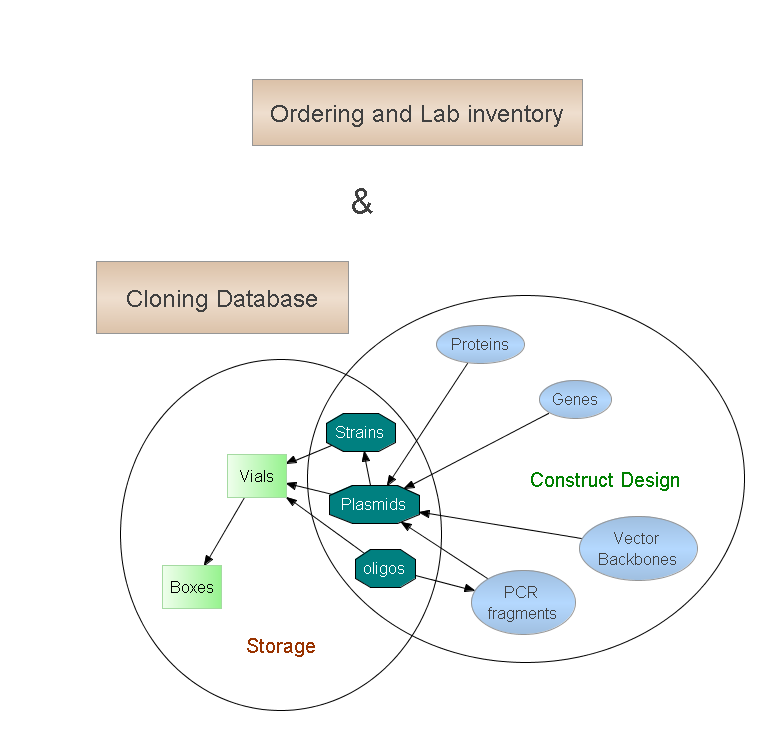 Ordering and Lab inventory
&
Cloning Database
Proteins
Genes
Strains
Vials
Construct Design
Plasmids
Vector
Backbones
oligos
Boxes
PCR
fragments
Storage